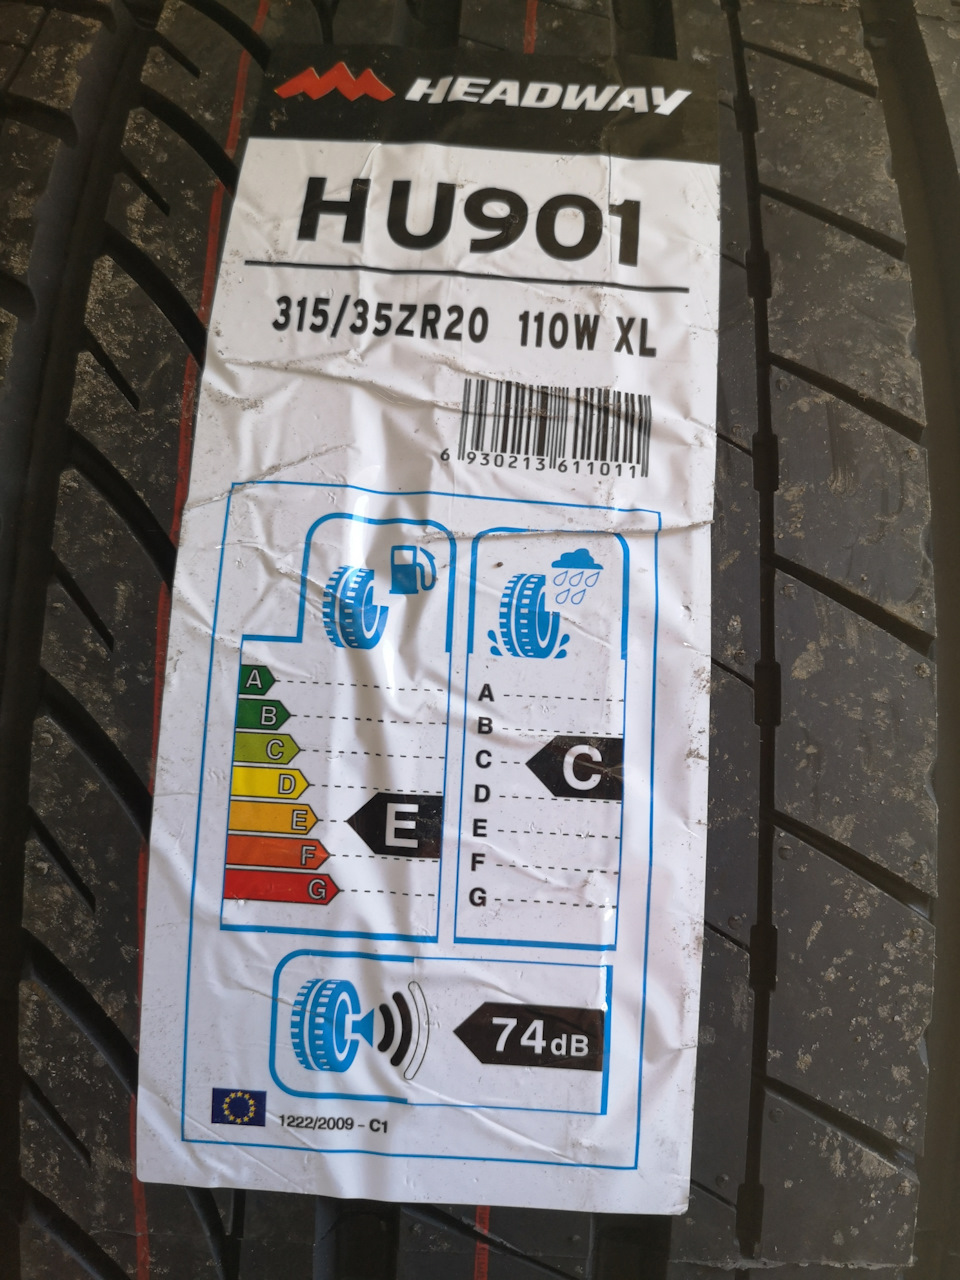 HEADWAY
HU901
315/35ZR20 110W XL
6 930213 611011
A
B
C
D
E
F
G
E
A
B
C
D
E
F
G
C
74dB
1222/2009 - C1